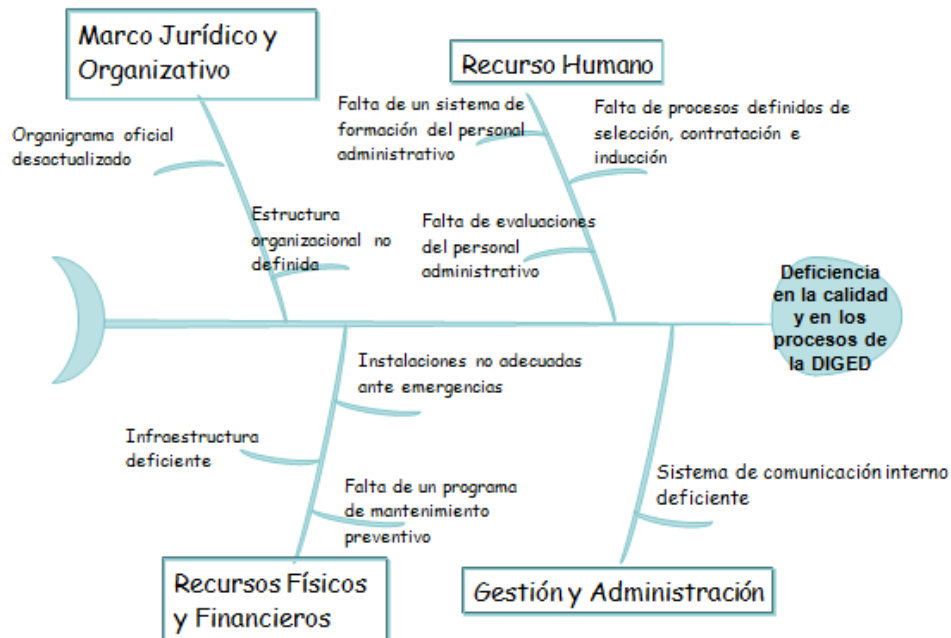 Marco Jurídico y
Organizativo
Organigrama oficial
desactualizado
Estructura
organizacional no
definida
Recurso Humano
Falta de un sistema de
formación del personal
administrativo
Falta de procesos definidos de
selección, contratación e
inducción
Falta de evaluaciones
del personal
administrativo
Deficiencia
en la calidad
y en los
procesos de
la DIGED
Instalaciones no adecuadas
ante emergencias
Infraestructura
deficiente
Falta de un programa
de mantenimiento
preventivo
Recursos Físicos
y Financieros
Sistema de comunicación interno
deficiente
Gestión y Administración